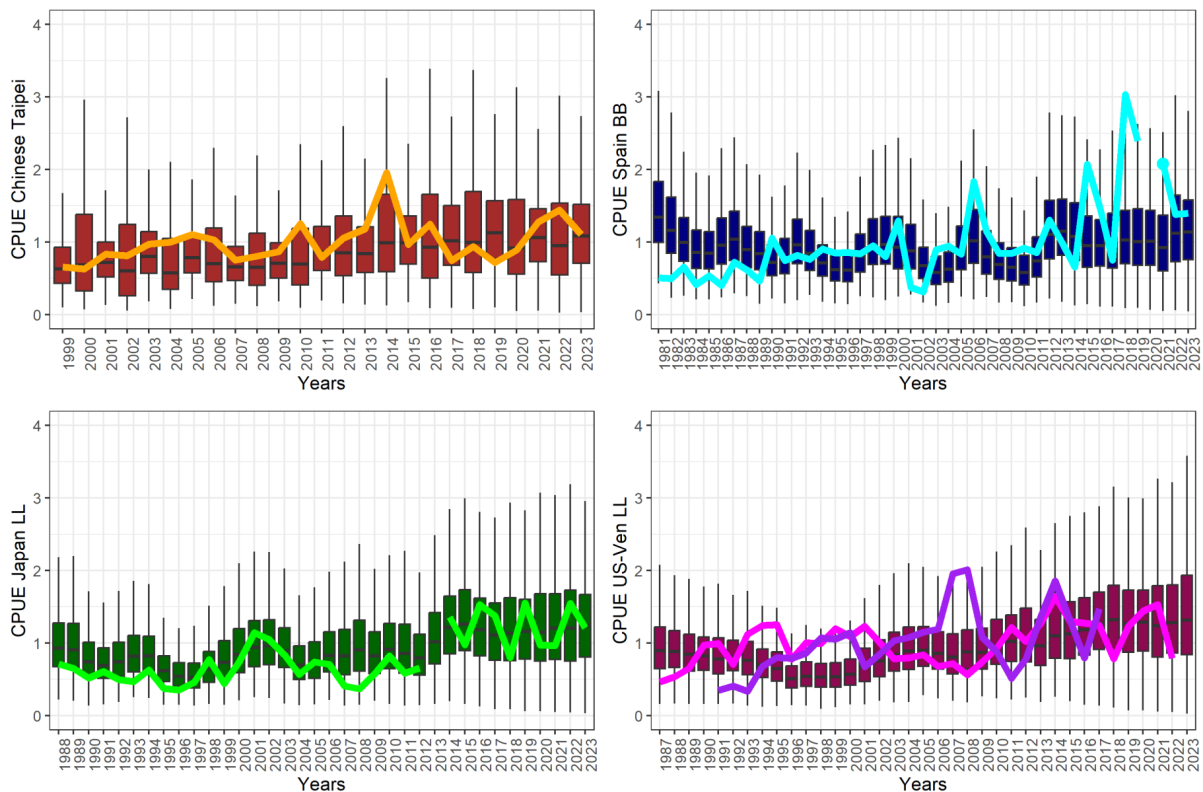 CPUE Chinese Taipei
4
3
2
1
0
1999 2000 2001 2002 2003 2004 2005 2006 2007 2008 2009 2010 2011 2012 2013 2014 2015 2016 2017 2018 2019 2020 2021 2022 2023
Years
CPUE Spain BB
4
3
2
1
0
1981 1982 1983 1984 1985 1986 1987 1988 1989 1990 1991 1992 1993 1994 1995 1996 1997 1998 1999 2000 2001 2002 2003 2004 2005 2006 2007 2008 2009 2010 2011 2012 2013 2014 2015 2016 2017 2018 2019 2020 2021 2022 2023
Years
CPUE Japan LL
4
3
2
1
0
1988 1989 1990 1991 1992 1993 1994 1995 1996 1997 1998 1999 2000 2001 2002 2003 2004 2005 2006 2007 2008 2009 2010 2011 2012 2013 2014 2015 2016 2017 2018 2019 2020 2021 2022 2023
Years
CPUE US-Ven LL
4
3
2
1
0
1987 1988 1989 1990 1991 1992 1993 1994 1995 1996 1997 1998 1999 2000 2001 2002 2003 2004 2005 2006 2007 2008 2009 2010 2011 2012 2013 2014 2015 2016 2017 2018 2019 2020 2021 2022 2023
Years